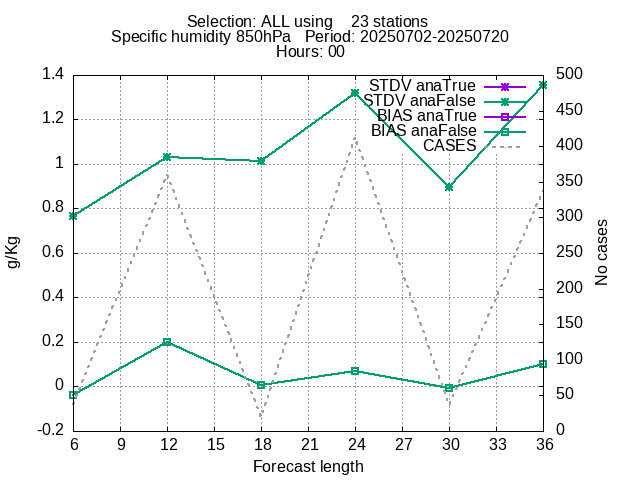 Selection: ALL using    23 stations
Specific humidity 850hPa   Period: 20250702-20250720
Hours: 00
1.4
1.2
1
0.8
0.6
0.4
0.2
0
-0.2
g/Kg
500
450
400
350
300
250
200
150
100
50
0
No cases
STDV anaTrue
STDV anaFalse
BIAS anaTrue
BIAS anaFalse
CASES
6 9 12 15 18 21 24 27 30 33 36
Forecast length